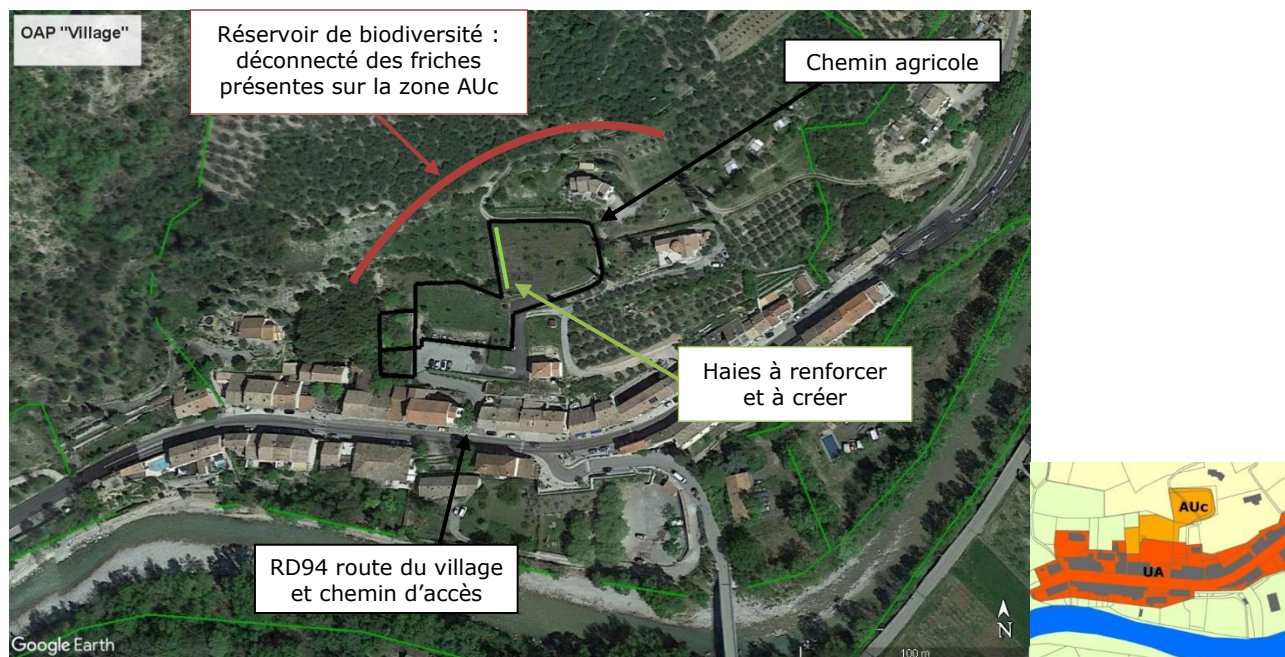 OAP "Village"
Réservoir de biodiversité :
déconnecté des friches
présentes sur la zone AUc
Chemin agricole
Haies à renforcer
et à créer
RD94 route du village
et chemin d'accès
AUc
UA
N
100 m
Google Earth